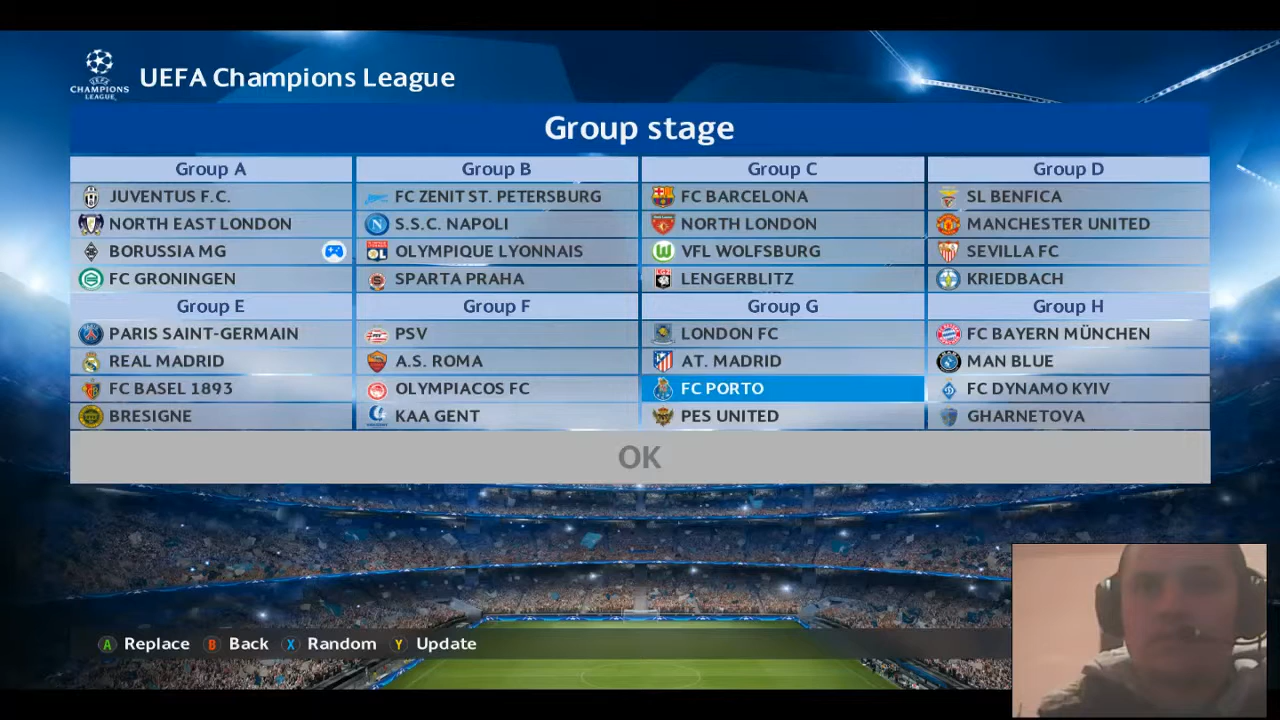 UEFA CHAMPIONS LEAGUE
UEFA Champions League
Group stage
Group A Group B Group C Group D
JUVENTUS F.C. FC ZENIT ST. PETERSBURG FC BARCELONA SL BENFICA
NORTH EAST LONDON S.S.C. NAPOLI NORTH LONDON MANCHESTER UNITED
BORUSSIA MG OLYMPIQUE LYONNAIS VFL WOLFSBURG SEVILLA FC
FC GRONINGEN SPARTA PRAHA LENGERBLITZ KRIEDBACH
Group E Group F Group G Group H
PARIS SAINT-GERMAIN PSV LONDON FC FC BAYERN MÜNCHEN
REAL MADRID A.S. ROMA AT. MADRID MAN BLUE
FC BASEL 1893 OLYMPIACOS FC FC PORTO FC DYNAMO KYIV
BRESIGNE KAA GENT PES UNITED GHARNETOVA
OK
A Replace B Back X Random Y Update